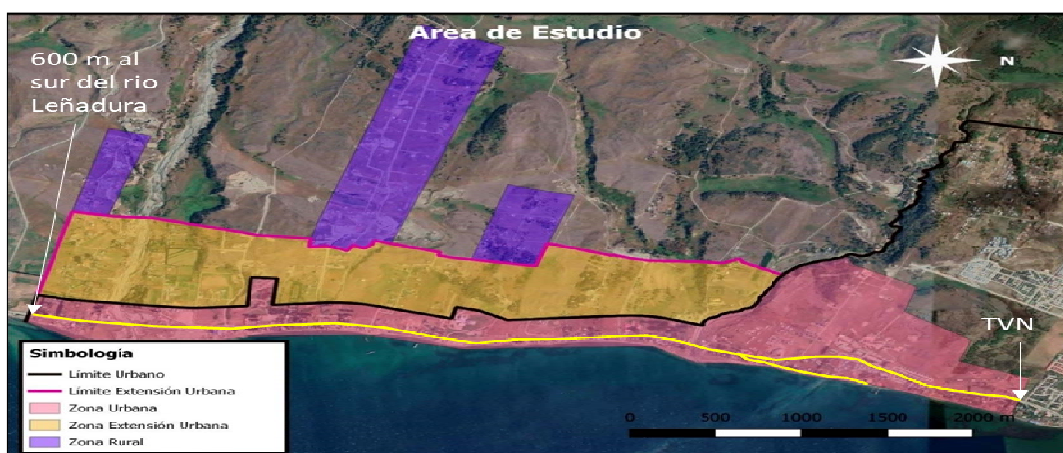 Area de Estudio
600 m al
sur del rio
Leñadura
N
TVN
Simbología
Límite Urbano
Límite Extensión Urbana
Zona Urbana
Zona Extensión Urbana
Zona Rural
0 500 1000 1500 2000 m